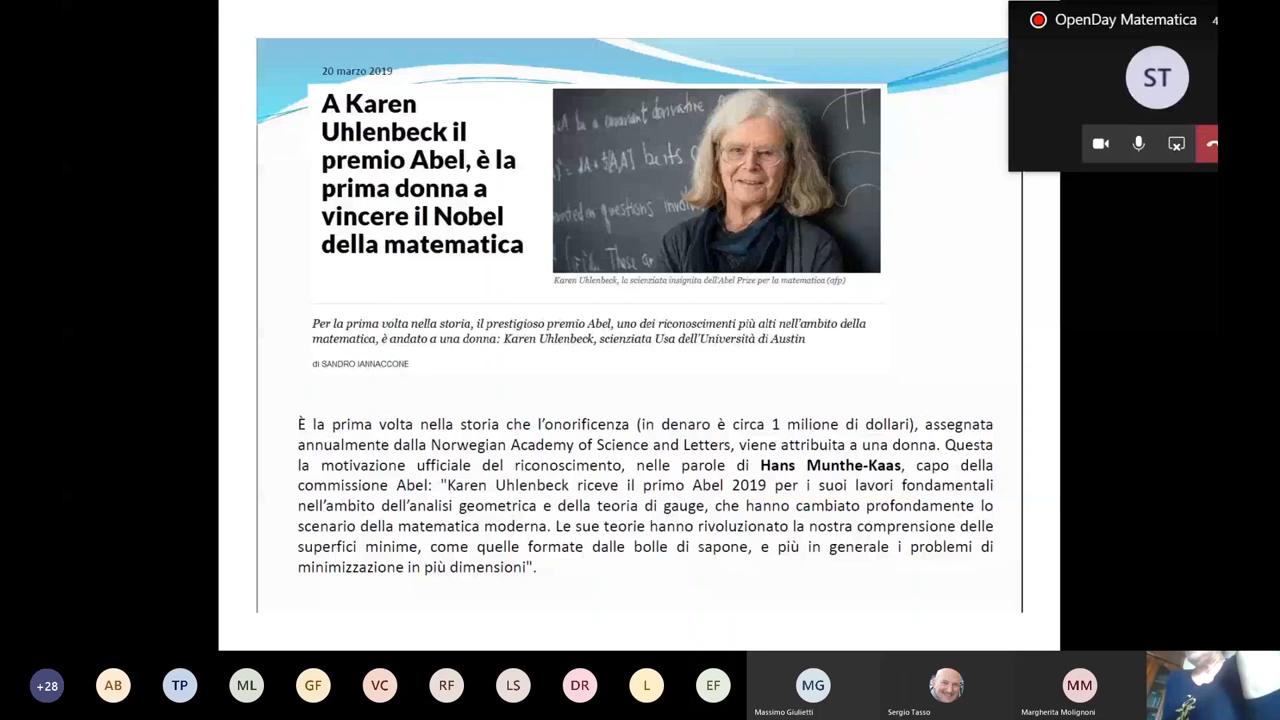 OpenDay Matematica
4
ST
20 marzo 2019
A Karen
Uhlenbeck il
premio Abel, è la
prima donna a
vincere il Nobel
della matematica
Karen Uhlenbeck, la scienziata insignita dell'Abel Prize per la matematica (afp)
Per la prima volta nella storia, il prestigioso premio Abel, uno dei riconoscimenti più alti nell'ambito della
matematica, è andato a una donna: Karen Uhlenbeck, scienziata Usa dell'Università di Austin
di SANDRO IANNACCONE
È la prima volta nella storia che l'onorificenza (in denaro è circa 1 milione di dollari), assegnata
annualmente dalla Norwegian Academy of Science and Letters, viene attribuita a una donna. Questa
la motivazione ufficiale del riconoscimento, nelle parole di Hans Munthe-Kaas, capo della
commissione Abel: "Karen Uhlenbeck riceve il primo Abel 2019 per i suoi lavori fondamentali
nell'ambito dell'analisi geometrica e della teoria di gauge, che hanno cambiato profondamente lo
scenario della matematica moderna. Le sue teorie hanno rivoluzionato la nostra comprensione delle
superfici minime, come quelle formate dalle bolle di sapone, e più in generale i problemi di
minimizzazione in più dimensioni".
+28
AB
TP
ML
GF
VC
RF
LS
DR
L
EF
MG
MM
Massimo Giulietti
Sergio Tasso
Margherita Molignoni